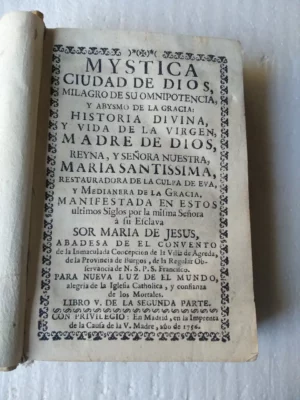 MYSTICA
CIUDAD DE DIOS,
MILAGRO DE SU OMNIPOTENCIA,
Y ABYSMO DE LA GRACIA:
HISTORIA DIVINA,
Y VIDA DE LA VIRGEN,
MADRE DE DIOS,
REYNA, Y SEÑORA NUESTRA,
MARIA SANTISSIMA,
RESTAURADORA DE LA CULPA DE EVA,
Y MEDIANERA DE LA GRACIA,
MANIFESTADA EN ESTOS
ultimos Siglos por la misma Señora
à su Esclava
SOR MARIA DE JESUS,
ABADESA DE EL CONVENTO
de la Inmaculada Concepcion de la Villa de Agreda,
de la Provincia de Burgos, de la Regular Ob-
servancia de N. S. P. S. Francisco.
PARA NUEVA LUZ DE EL MUNDO,
alegria de la Iglesia Catholica, y confianza
de los Mortales.
LIBRO V. DE LA SEGUNDA PARTE.
CON PRIVILEGIO: En Madrid, en la Imprenta
de la Causa de la V. Madre, año de